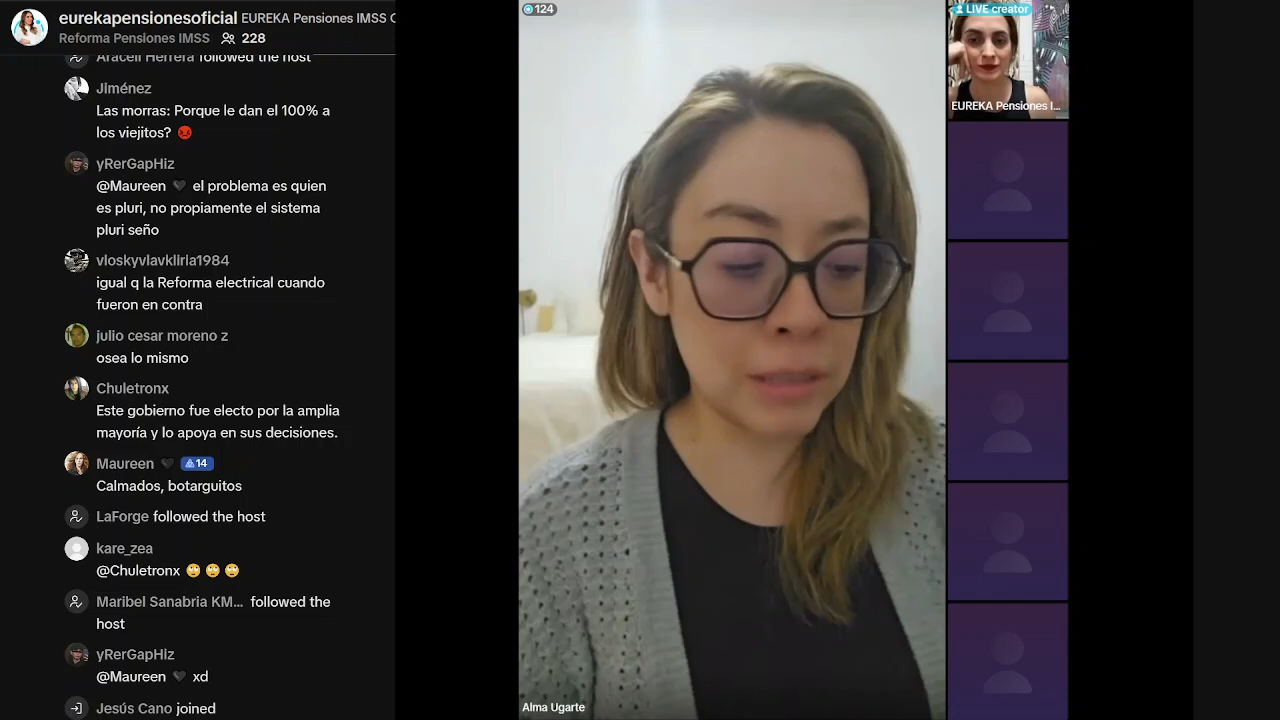 eurekapensionesoficial EUREKA Pensiones IMSS C
Reforma Pensiones IMSS 228
Araceli Herrera followed the host
Jiménez
Las morras: Porque le dan el 100% a
los viejitos? 😡
yRerGapHiz
@Maureen 🖤 el problema es quien
es pluri, no propiamente el sistema
pluri seño
vloskyvlavkliria1984
igual q la Reforma electrical cuando
fueron en contra
julio cesar moreno z
osea lo mismo
Chuletronx
Este gobierno fue electo por la amplia
mayoría y lo apoya en sus decisiones.
Maureen 🖤 14
Calmados, botarguitos
LaForge followed the host
kare_zea
@Chuletronx 🙄 🙄 🙄
Maribel Sanabria KM... followed the
host
yRerGapHiz
@Maureen 🖤 xd
Jesús Cano joined
124
Alma Ugarte
LIVE creator
EUREKA Pensiones I...